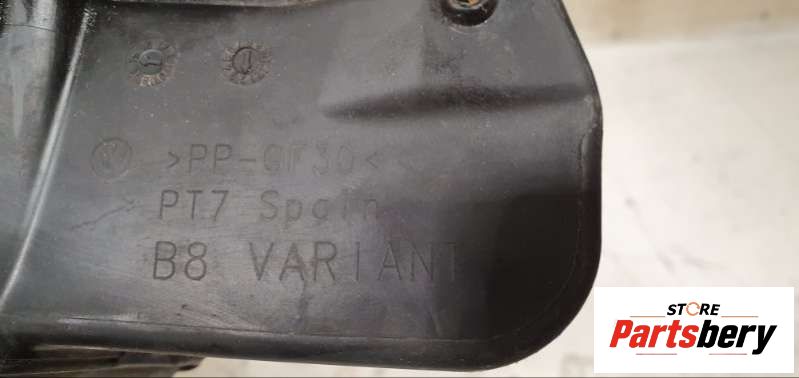 >PP-GF30<
PT7 Spain
B8 VARIANT
STORE
Partsbery